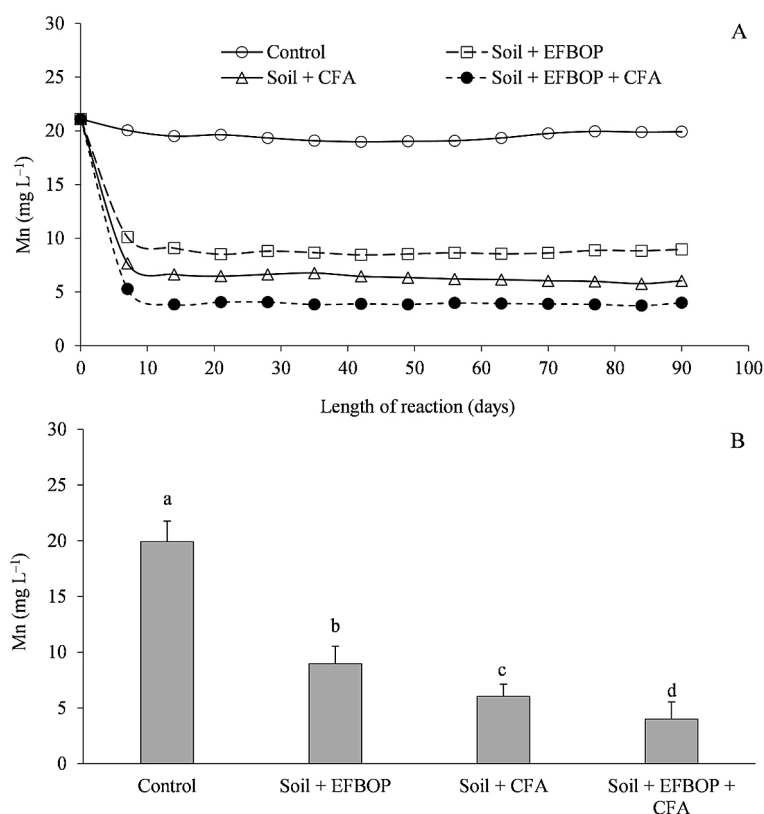 A
Control
Soil + EFBOP
Soil + CFA
Soil + EFBOP + CFA
30
25
20
15
10
5
0
Mn (mg L⁻¹)
0 10 20 30 40 50 60 70 80 90 100
Length of reaction (days)
B
30
25
20
15
10
5
0
Mn (mg L⁻¹)
a
b
c
d
Control
Soil + EFBOP
Soil + CFA
Soil + EFBOP +
CFA